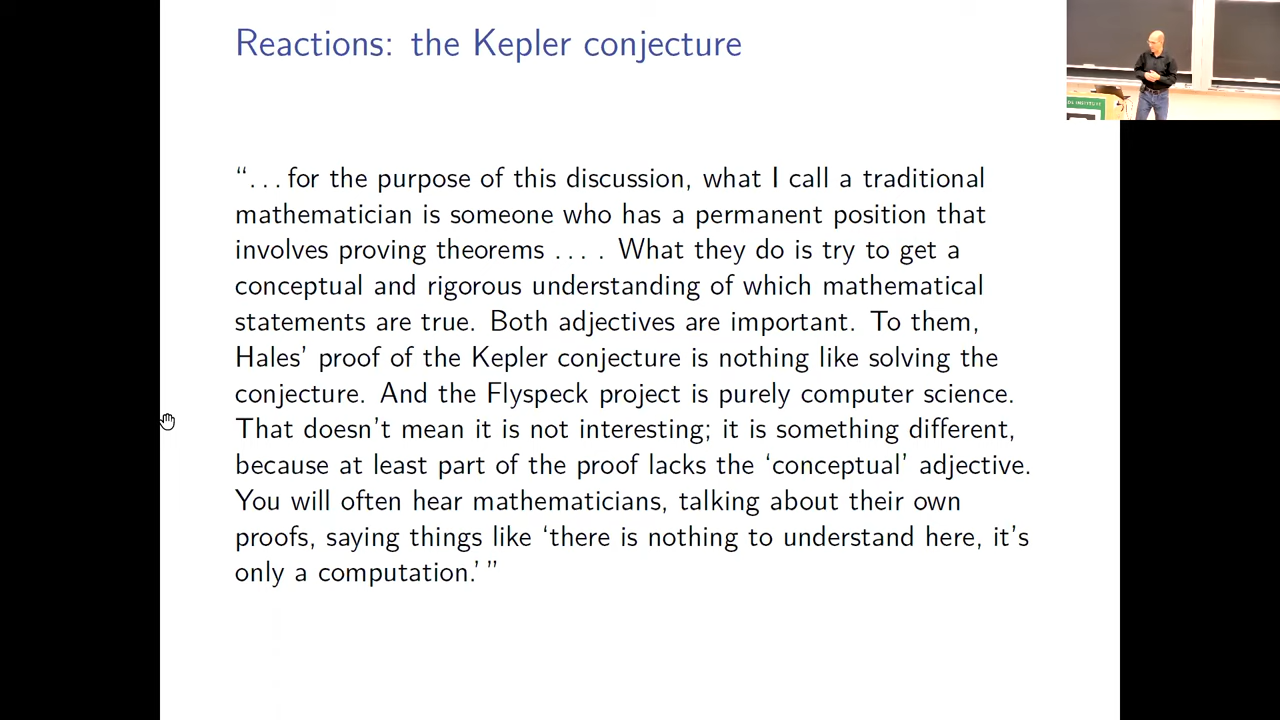 Reactions: the Kepler conjecture
“. . . for the purpose of this discussion, what I call a traditional
mathematician is someone who has a permanent position that
involves proving theorems . . . . What they do is try to get a
conceptual and rigorous understanding of which mathematical
statements are true. Both adjectives are important. To them,
Hales’ proof of the Kepler conjecture is nothing like solving the
conjecture. And the Flyspeck project is purely computer science.
That doesn’t mean it is not interesting; it is something different,
because at least part of the proof lacks the ‘conceptual’ adjective.
You will often hear mathematicians, talking about their own
proofs, saying things like ‘there is nothing to understand here, it’s
only a computation.’ ”
INSTITUTE